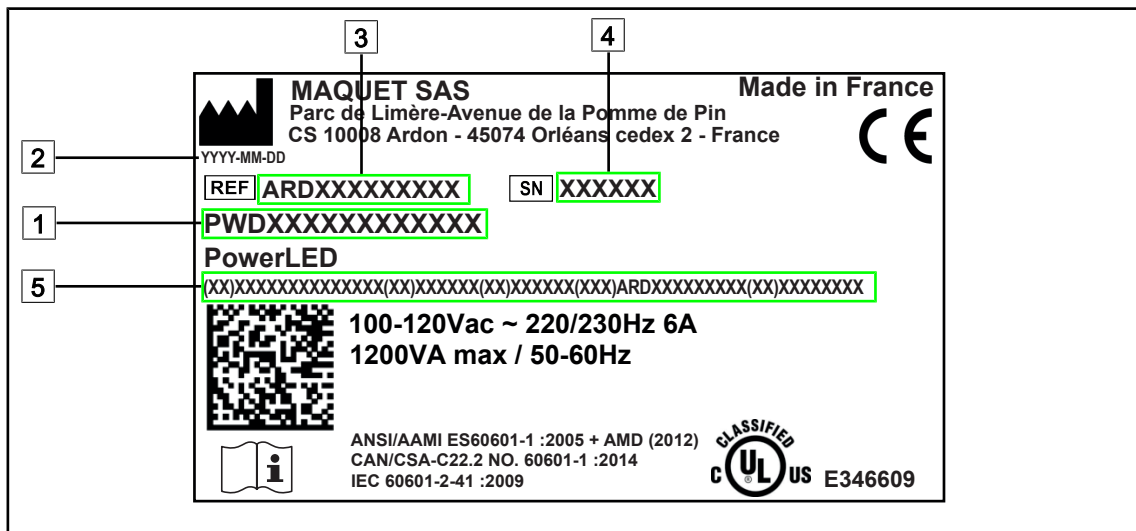 3
4
MAQUET SAS
Made in France
Parc de Limère-Avenue de la Pomme de Pin
CS 10008 Ardon - 45074 Orléans cedex 2 - France
CE
2
YYYY-MM-DD
REF ARDXXXXXXXXX
SN XXXXXX
1
PWDXXXXXXXXXXXX
PowerLED
5
(XX)XXXXXXXXXXXXXX(XX)XXXXXX(XX)XXXXXX(XXX)ARDXXXXXXXXX(XX)XXXXXXXX
100-120Vac ~ 220/230Hz 6A
1200VA max / 50-60Hz
i
ANSI/AAMI ES60601-1 :2005 + AMD (2012)
CAN/CSA-C22.2 NO. 60601-1 :2014
IEC 60601-2-41 :2009
CLASSIFIED
C UL ® US
E346609